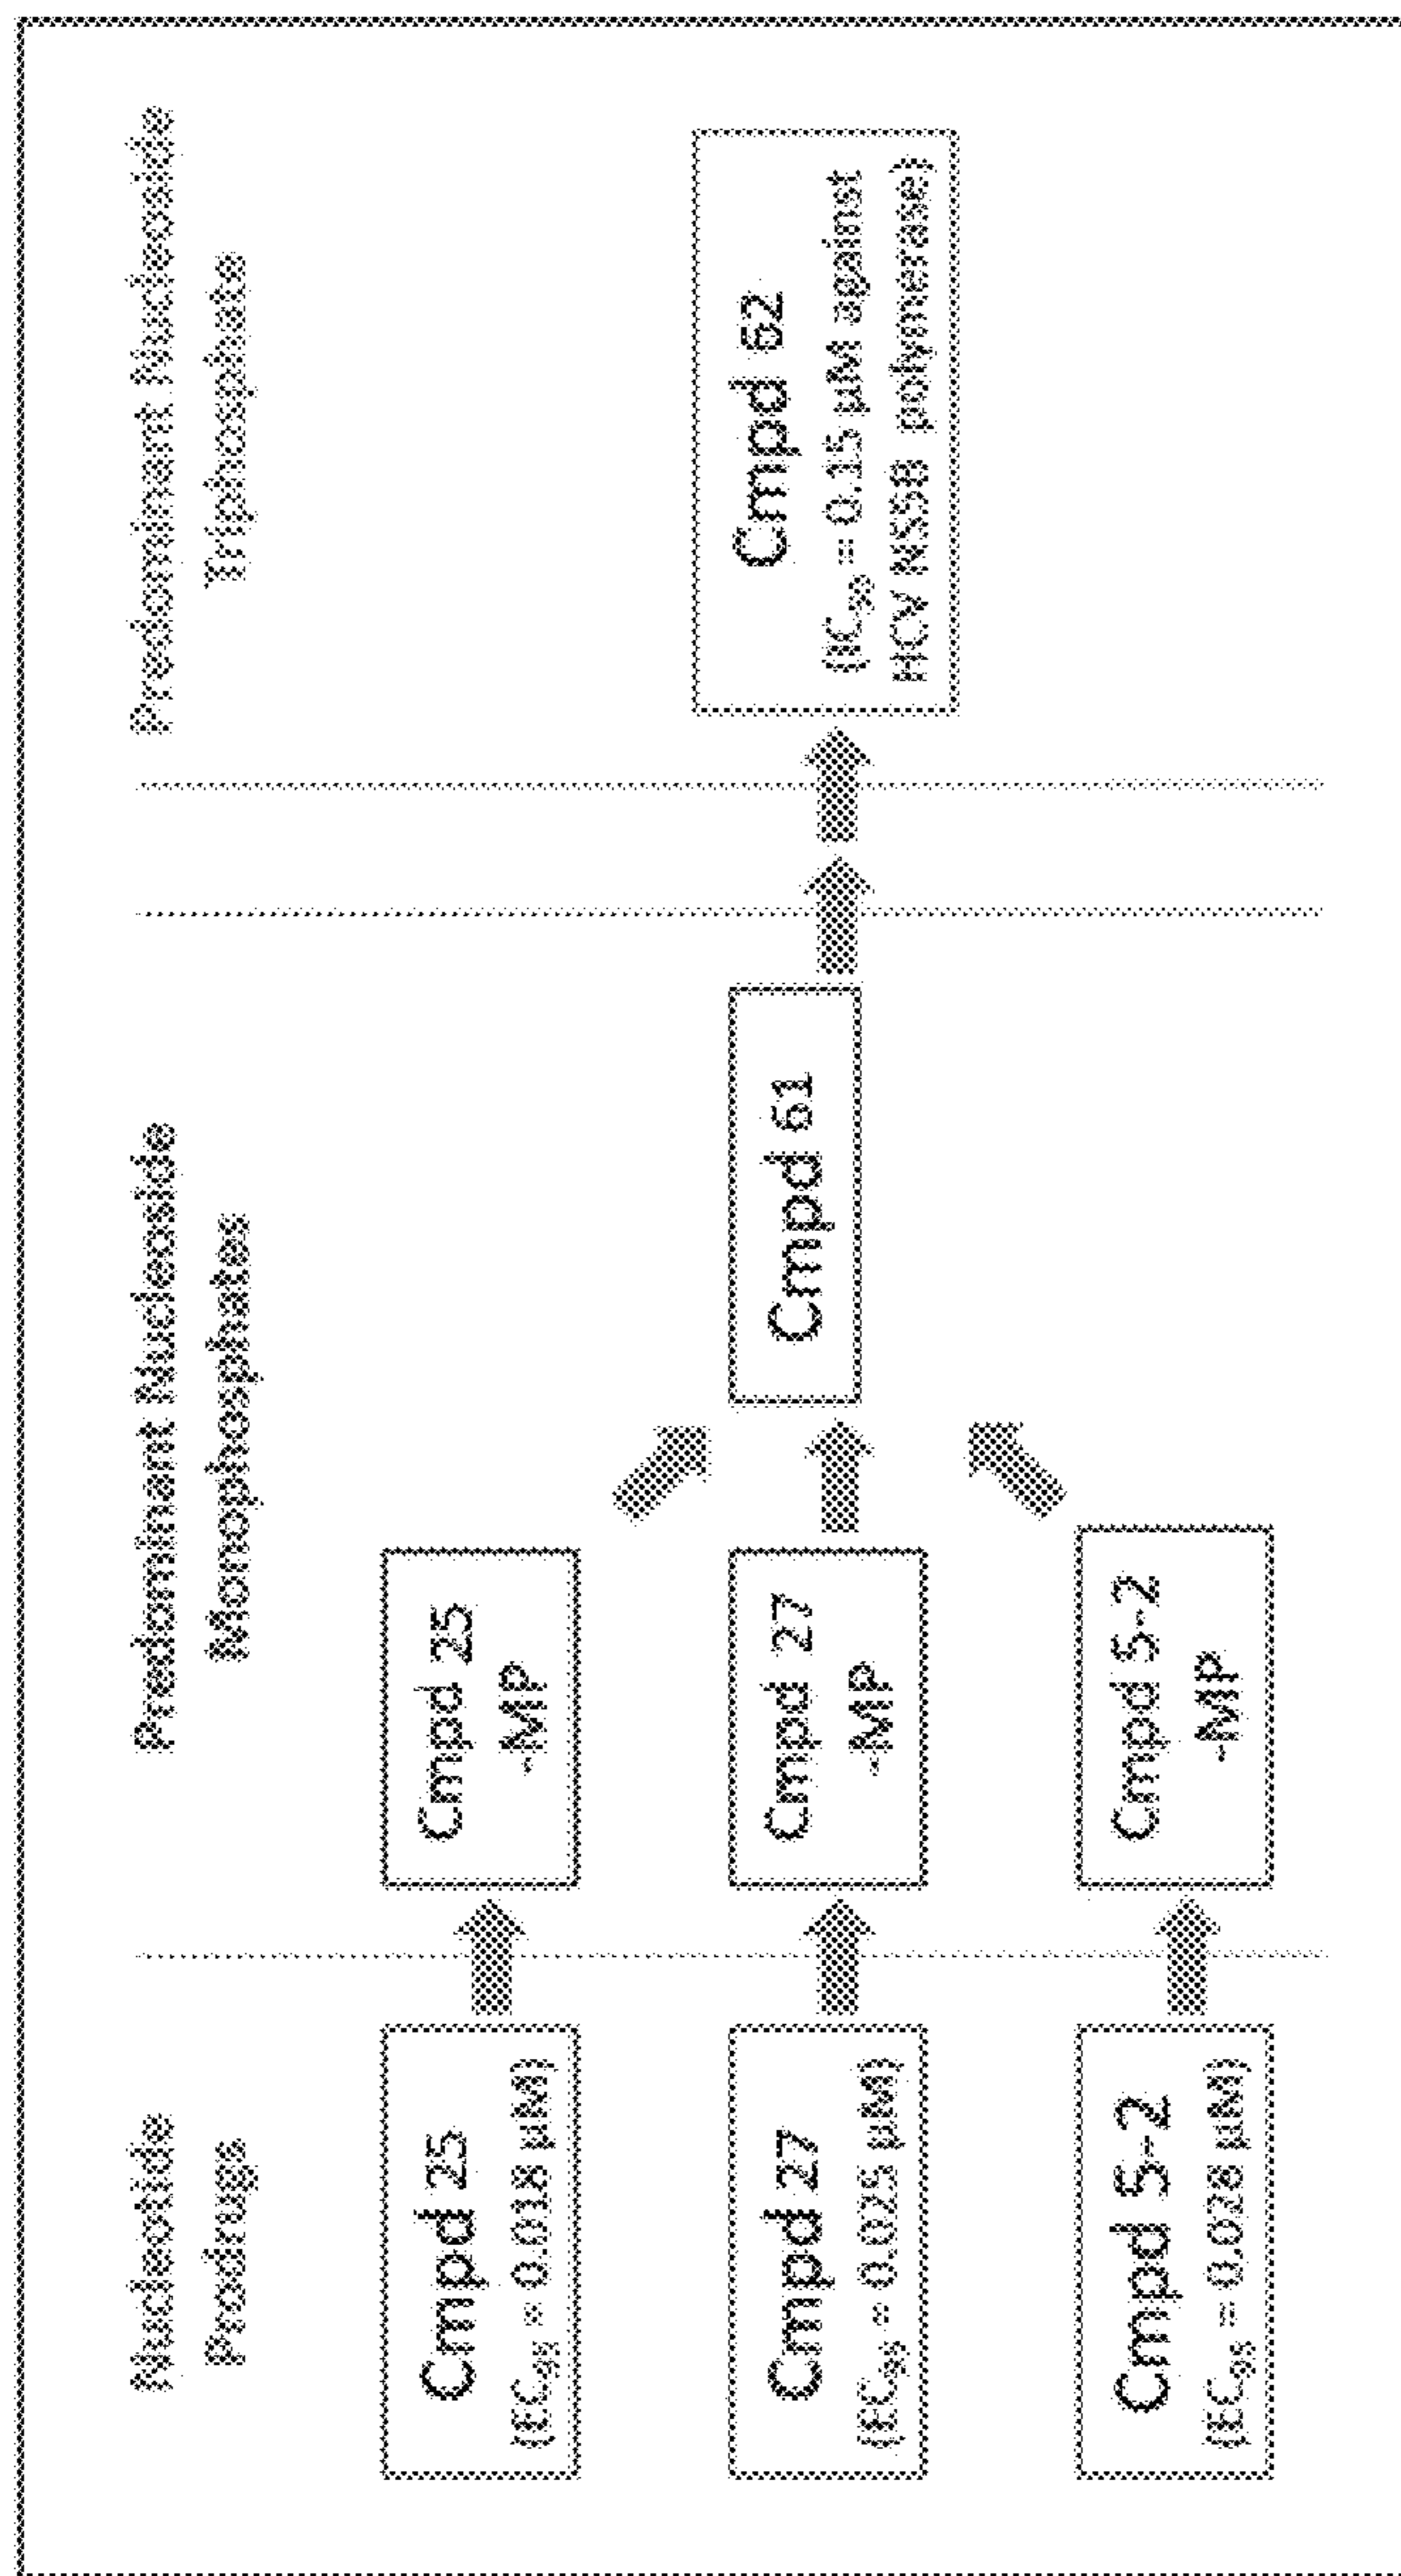 Nucleotide
Prodrugs
Predominant Nucleoside
Monophosphates
Predominant Nucleoside
Triphosphate
Cmpd 25
(EC₉₅ = 0.018 µM)
Cmpd 25
-MP
Cmpd 27
(EC₉₅ = 0.025 µM)
Cmpd 27
-MP
Cmpd 5-2
(EC₉₅ = 0.028 µM)
Cmpd 5-2
-MP
Cmpd 61
Cmpd 62
= 0.15 µM against
HCV NS5B polymerase)